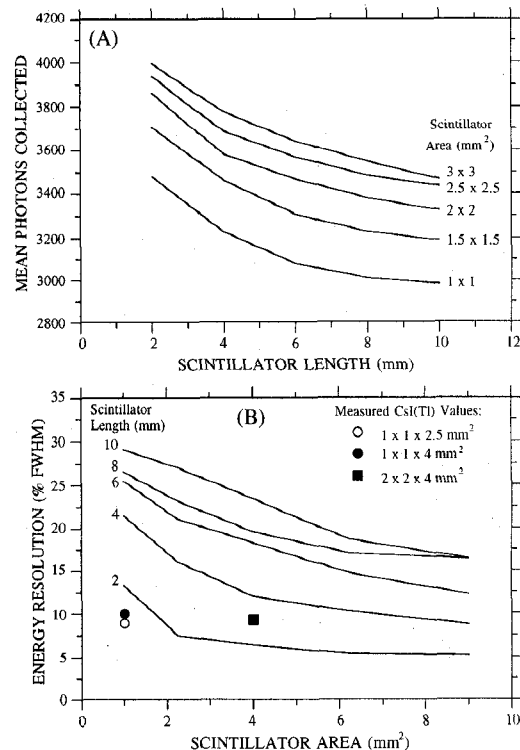 (A)
MEAN PHOTONS COLLECTED
4200
4000
3800
3600
3400
3200
3000
2800
Scintillator
Area (mm²)
3 x 3
2.5 x 2.5
2 x 2
1.5 x 1.5
1 x 1
0 2 4 6 8 10 12
SCINTILLATOR LENGTH (mm)
(B)
ENERGY RESOLUTION (% FWHM)
35
30
25
20
15
10
5
0
Scintillator
Length (mm)
10
8
6
4
2
Measured CsI(Tl) Values:
1 x 1 x 2.5 mm²
1 x 1 x 4 mm²
2 x 2 x 4 mm²
0 2 4 6 8 10
SCINTILLATOR AREA (mm²)